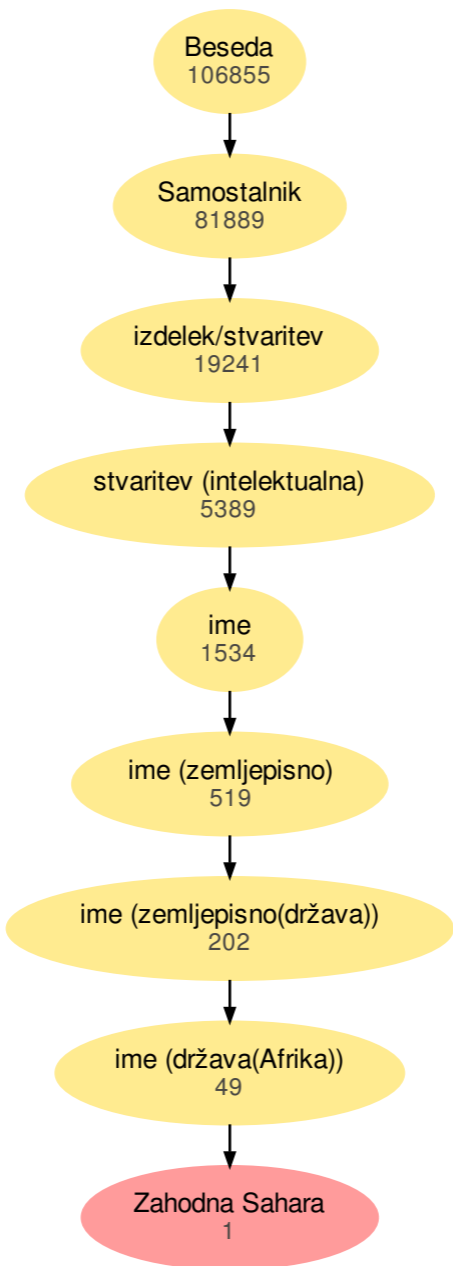 Beseda
106855
Samostalnik
81889
izdelek/stvaritev
19241
stvaritev (intelektualna)
5389
ime
1534
ime (zemljepisno)
519
ime (zemljepisno(država))
202
ime (država(Afrika))
49
Zahodna Sahara
1